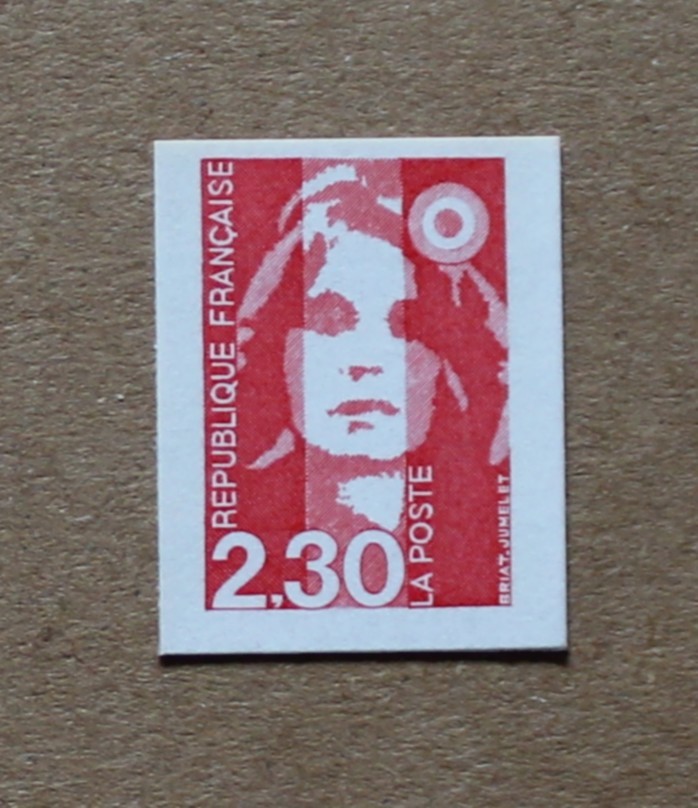 REPUBLIQUE FRANÇAISE
2,30
LA POSTE
BRIAT.JUMELET